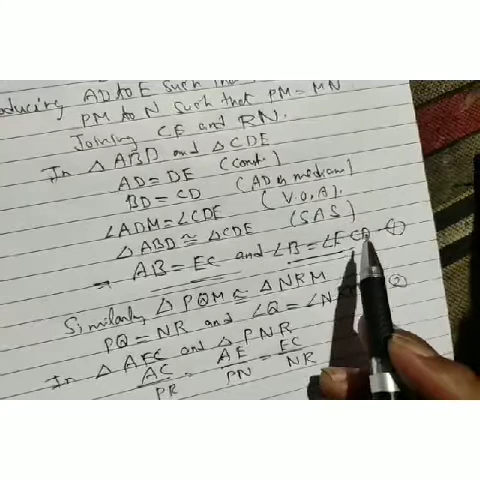 AD to E such
PM to N such that PM = MN.
Joining CE and RN.
In △ ABD and △ CDE
AD = DE (const.)
BD = CD (AD is median)
∠ADM = ∠CDE (V.O.A).
△ ABD ≅ △ CDE (SAS)
→ AB = EC and ∠B = ∠ECD - ①
Similarly △ PQM ≅ △ NRM
PQ = NR and ∠Q = ∠N ②
In △ AEC and △ PNR
AC/PR = AE/PN = EC/NR